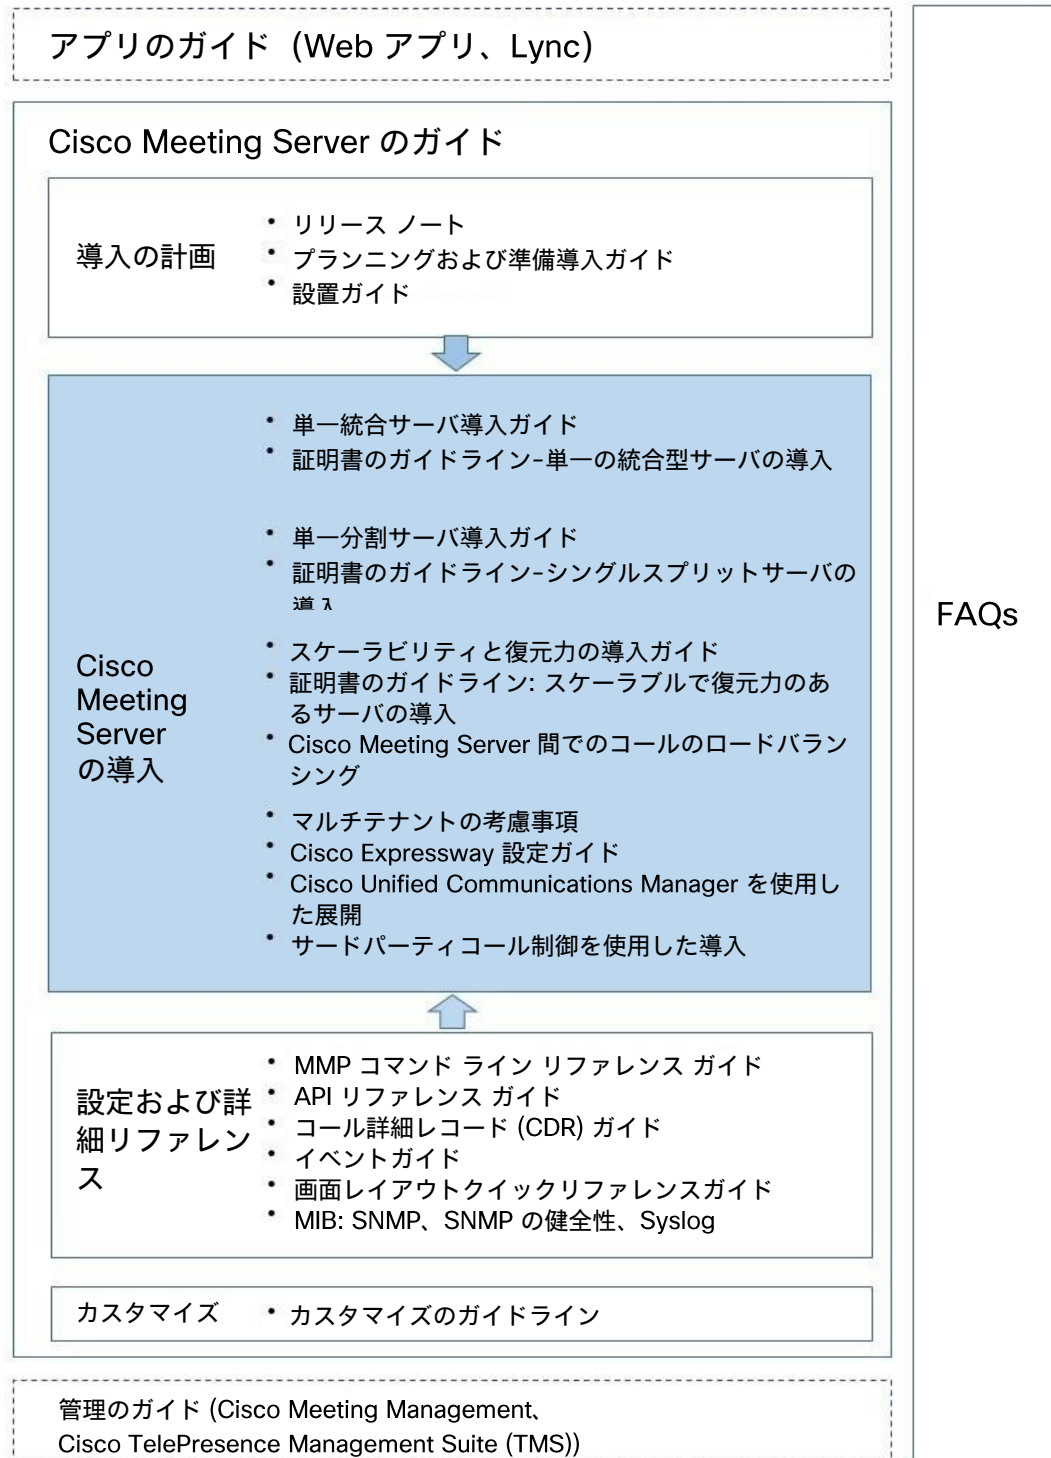 アプリのガイド (Web アプリ、Lync)
Cisco Meeting Server のガイド
導入の計画
• リリース ノート
• プランニングおよび準備導入ガイド
• 設置ガイド
Cisco
Meeting
Server
の導入
• 単一統合サーバ導入ガイド
• 証明書のガイドライン-単一の統合型サーバの導入
• 単一分割サーバ導入ガイド
• 証明書のガイドライン-シングルスプリットサーバの
導入
• スケーラビリティと復元力の導入ガイド
• 証明書のガイドライン: スケーラブルで復元力のあ
るサーバの導入
• Cisco Meeting Server 間でのコールのロードバラン
シング
• マルチテナントの考慮事項
• Cisco Expressway 設定ガイド
• Cisco Unified Communications Manager を使用し
た展開
• サードパーティコール制御を使用した導入
設定および詳
細リファレン
ス
• MMP コマンド ライン リファレンス ガイド
• API リファレンス ガイド
• コール詳細レコード (CDR) ガイド
• イベントガイド
• 画面レイアウトクイックリファレンスガイド
• MIB: SNMP、SNMP の健全性、Syslog
カスタマイズ
• カスタマイズのガイドライン
管理のガイド (Cisco Meeting Management、
Cisco TelePresence Management Suite (TMS))
FAQs